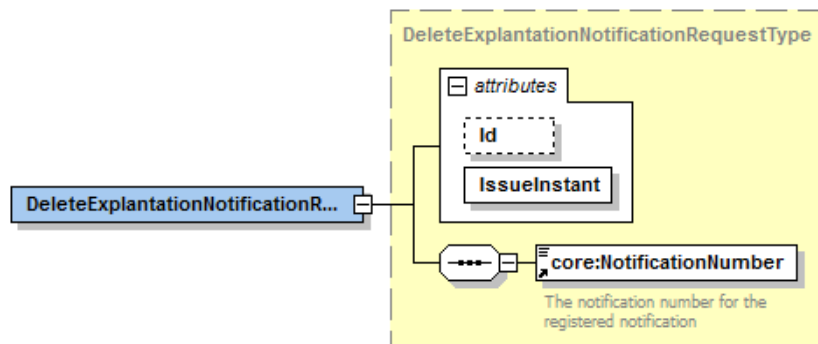 DeleteExplantationNotificationRequestType
attributes
Id
IssueInstant
DeleteExplantationNotificationR...
core:NotificationNumber
The notification number for the
registered notification